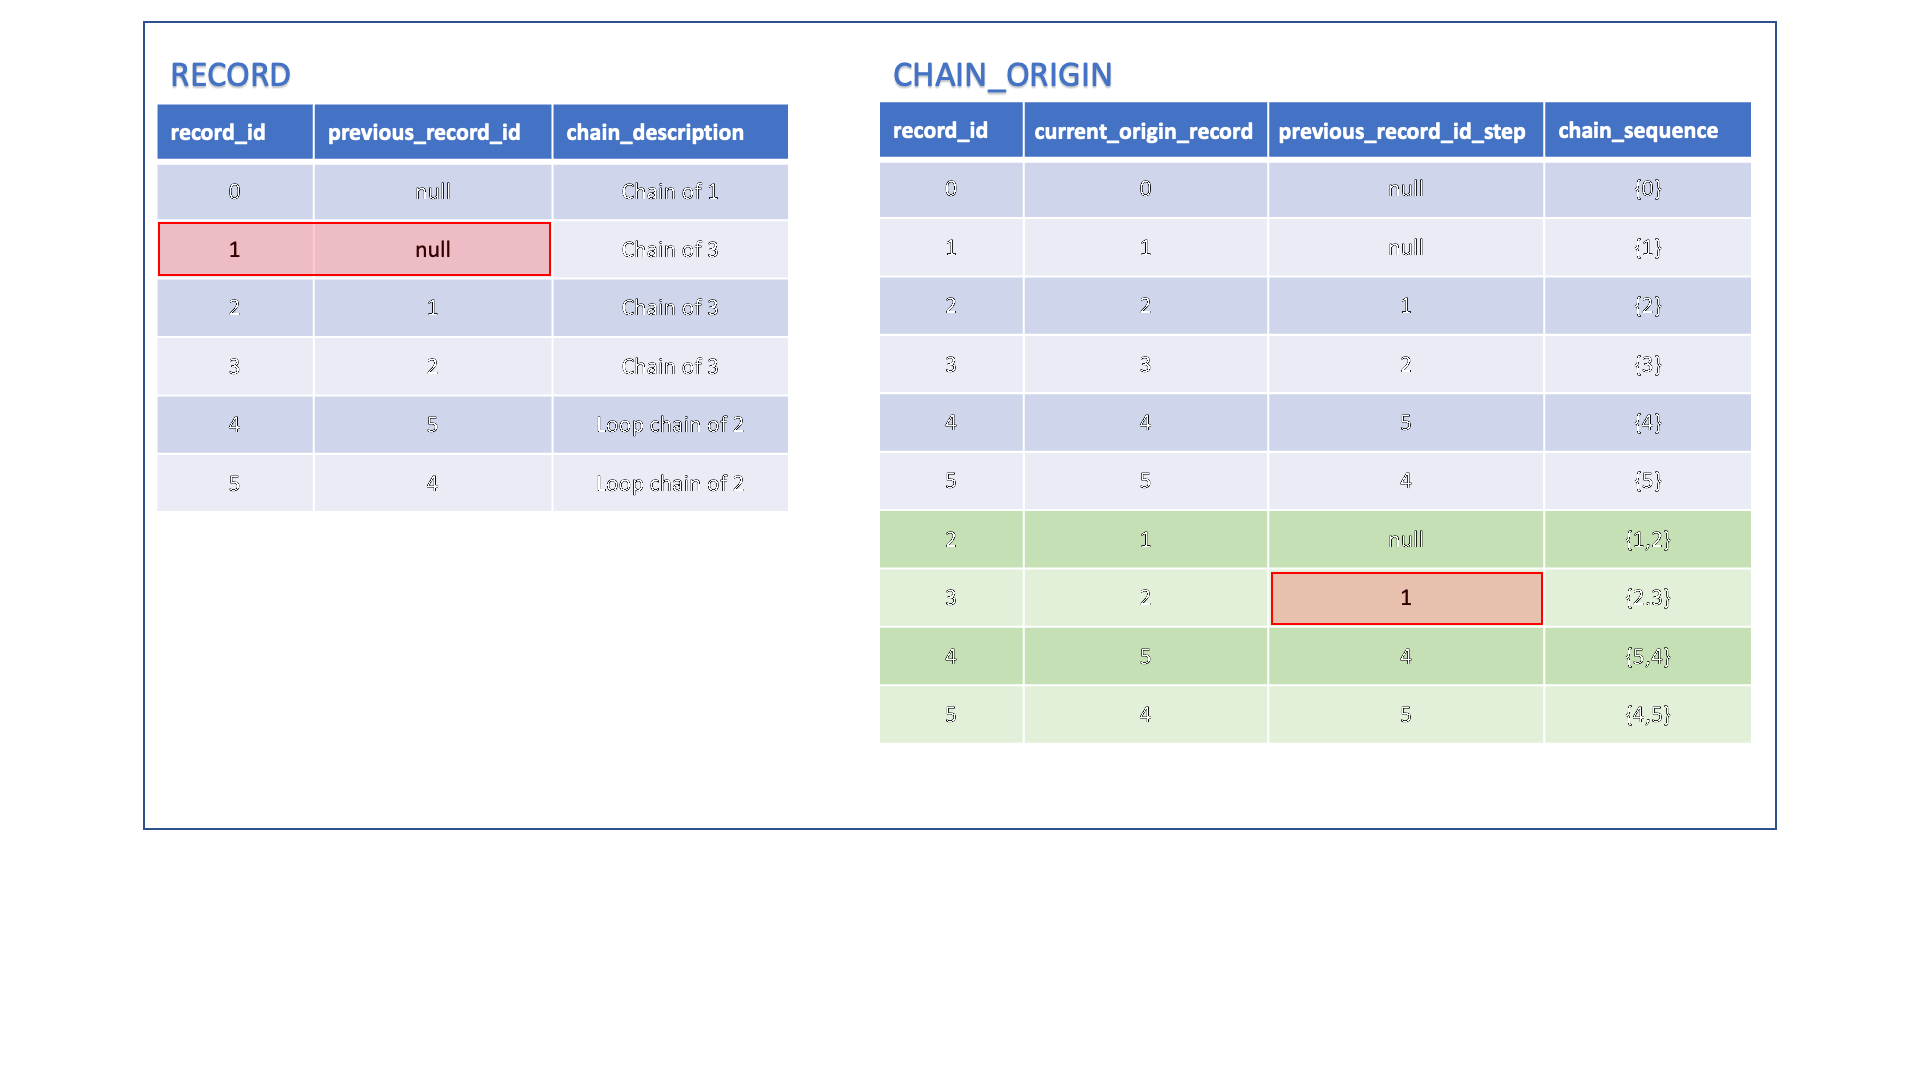 RECORD
record_id previous_record_id chain_description
0 null Chain of 1
1 null Chain of 3
2 1 Chain of 3
3 2 Chain of 3
4 5 Loop chain of 2
5 4 Loop chain of 2
CHAIN_ORIGIN
record_id current_origin_record previous_record_id_step chain_sequence
0 0 null {0}
1 1 null {1}
2 2 1 {2}
3 3 2 {3}
4 4 5 {4}
5 5 4 {5}
2 1 null {1,2}
3 2 1 {2.3}
4 5 4 {5,4}
5 4 5 {4,5}